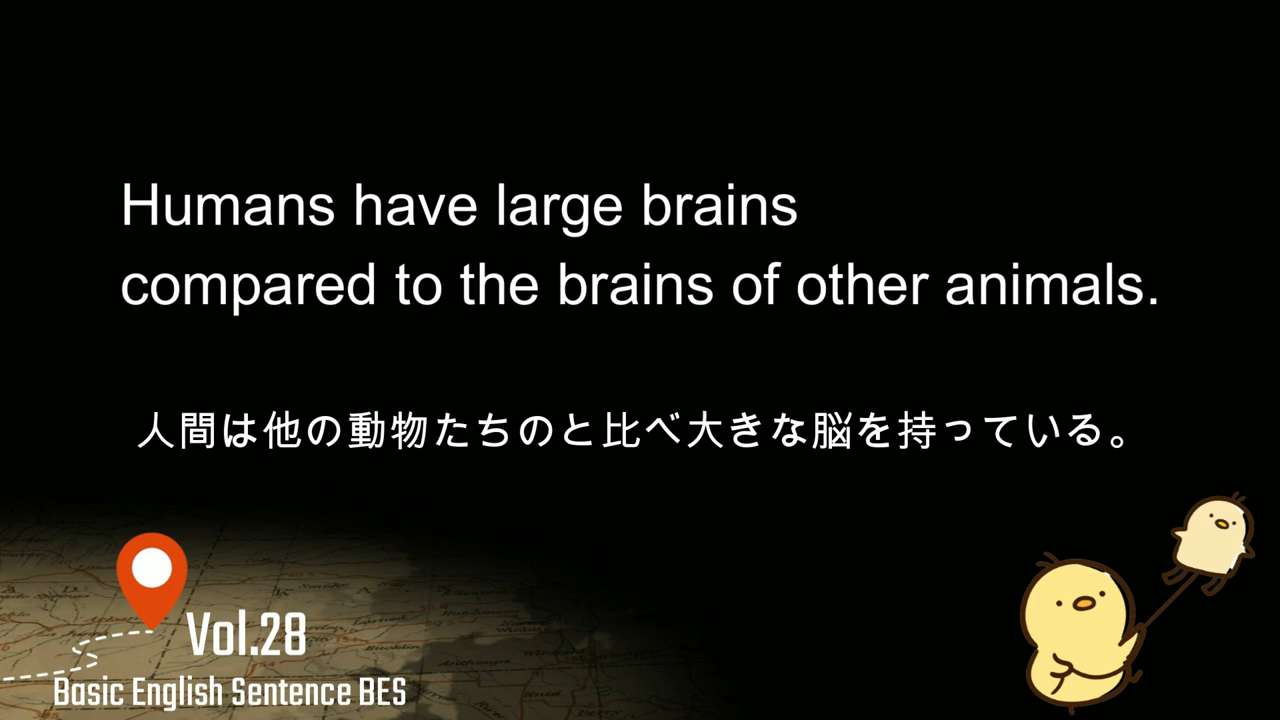 Humans have large brains
compared to the brains of other animals.
人間は他の動物たちのと比べ大きな脳を持っている。
Vol.28
Basic English Sentence BES